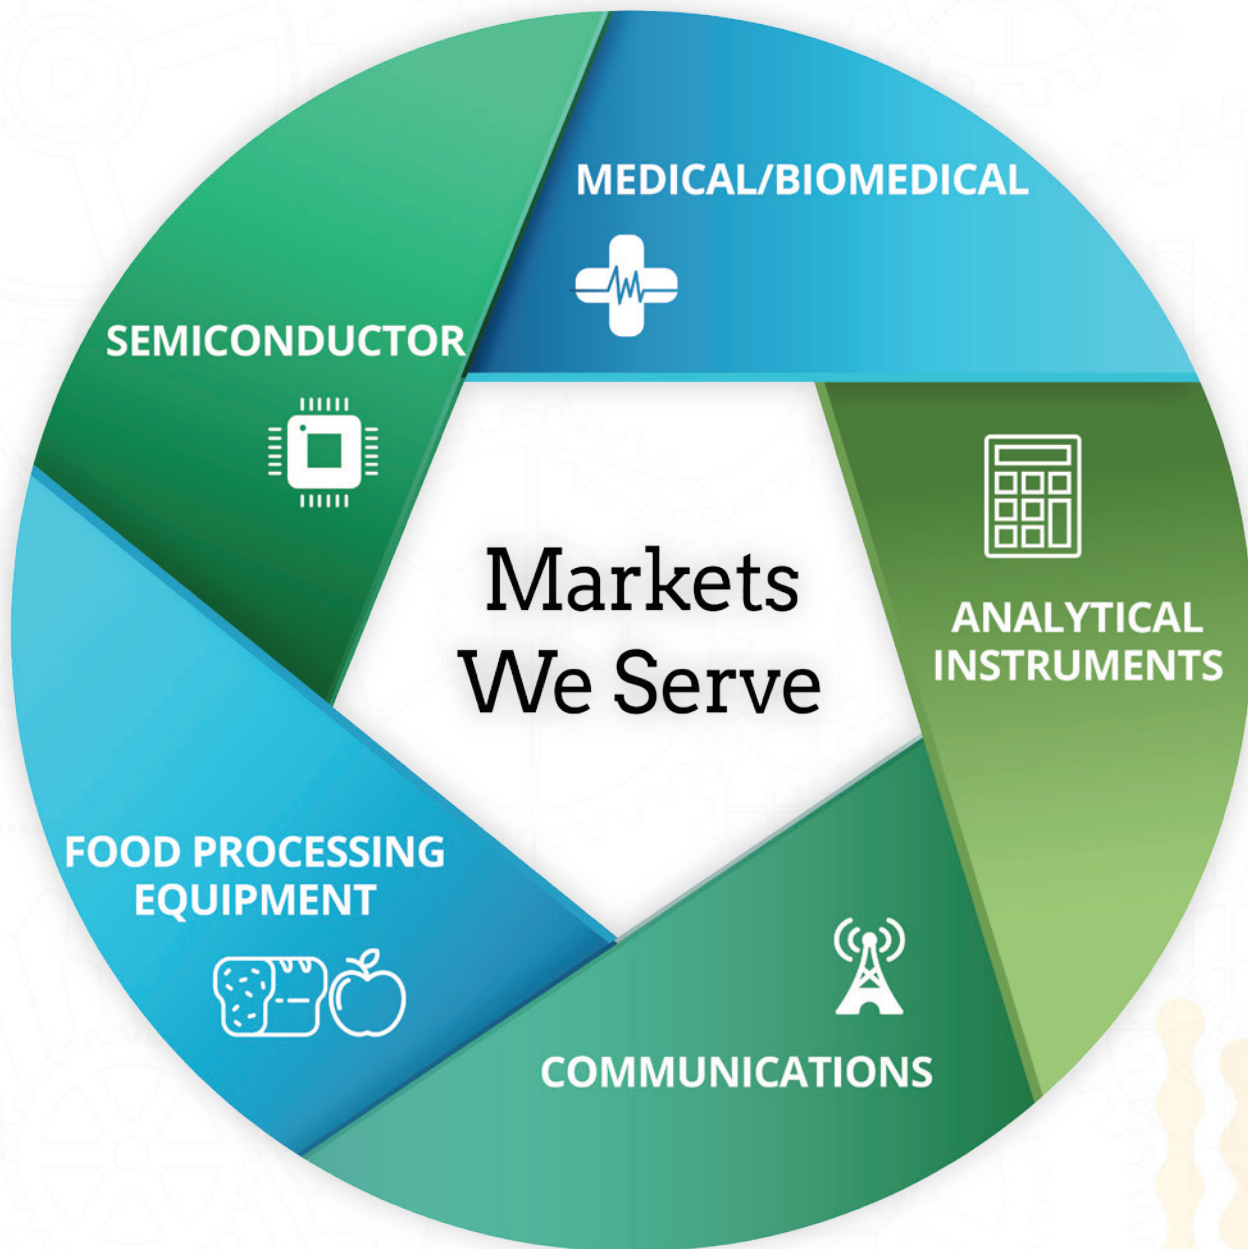 MEDICAL/BIOMEDICAL
SEMICONDUCTOR
Markets
We Serve
ANALYTICAL
INSTRUMENTS
FOOD PROCESSING
EQUIPMENT
COMMUNICATIONS